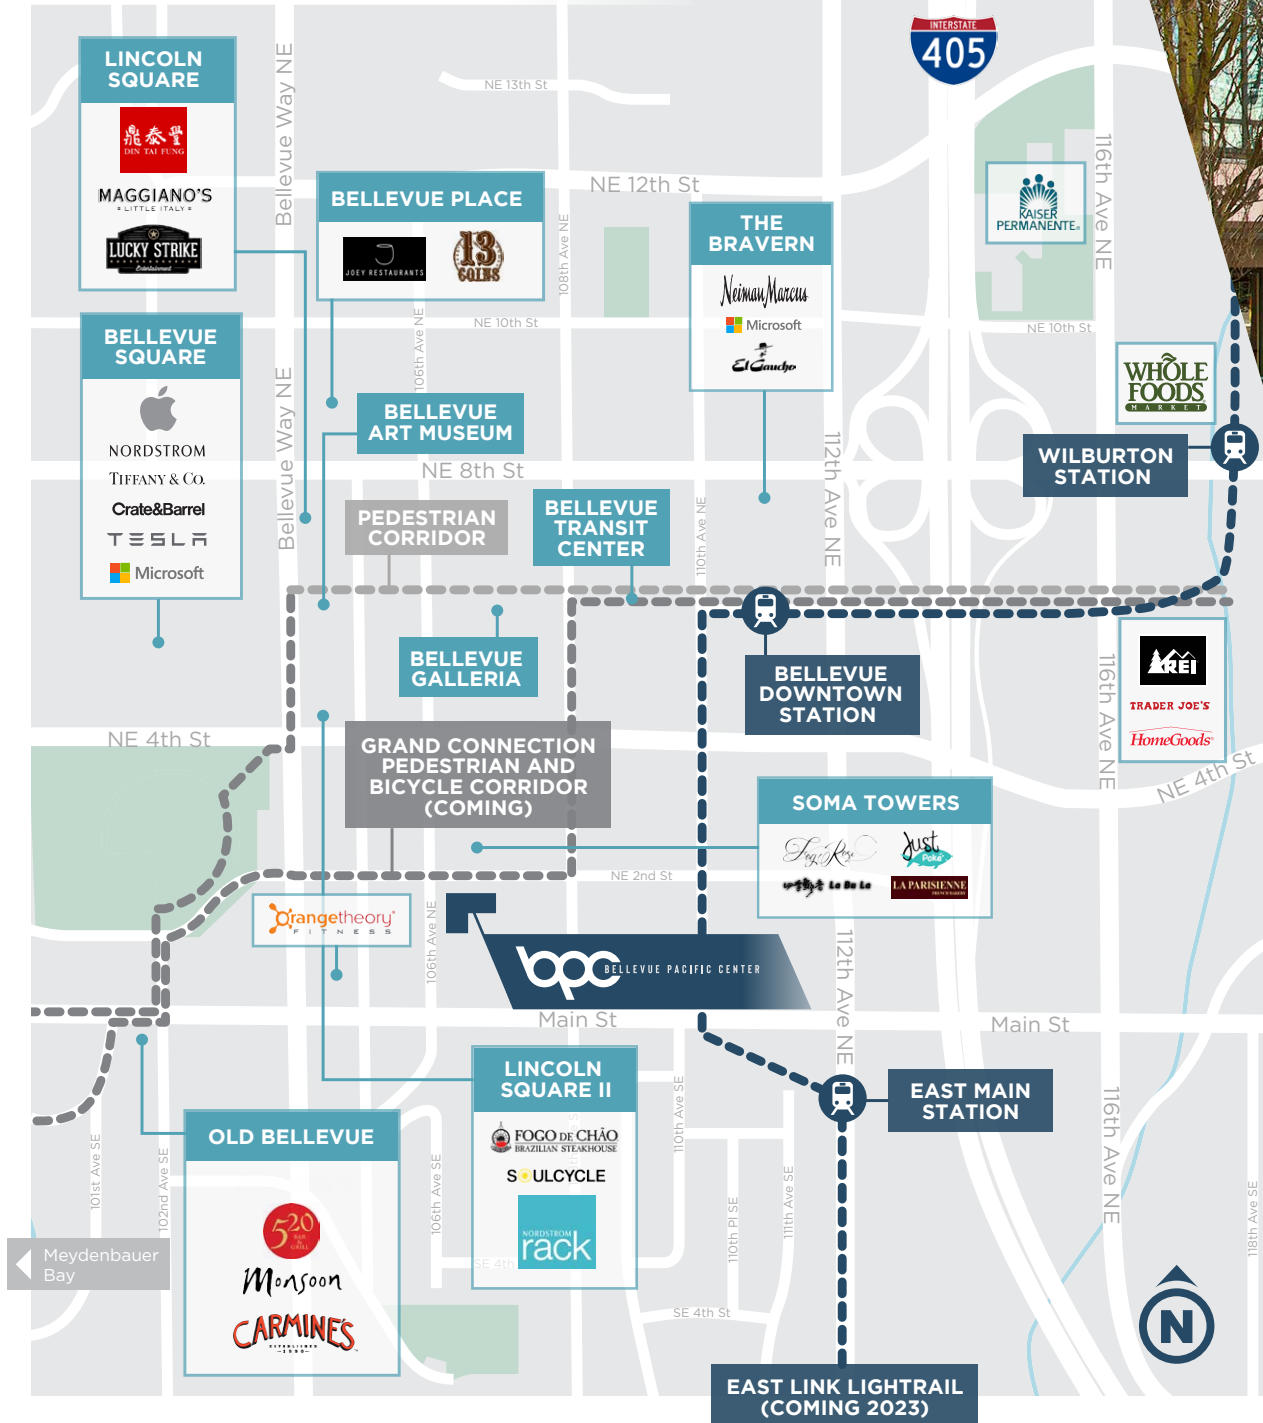 INTERSTATE
405
LINCOLN
SQUARE
鼎泰豐
DIN TAI FUNG
MAGGIANO'S
LITTLE ITALY
LUCKY STRIKE
Entertainment
Bellevue Way NE
NE 13th St
116th Ave NE
KAISER
PERMANENTE®
NE 12th St
BELLEVUE PLACE
JOEY RESTAURANTS
13
COINS
108th Ave NE
THE
BRAVERN
Neiman Marcus
Microsoft
El Gaucho
NE 10th St
NE 10th St
106th Ave NE
BELLEVUE
SQUARE
NORDSTROM
TIFFANY & CO.
Crate&Barrel
TESLA
Microsoft
Bellevue Way NE
BELLEVUE
ART MUSEUM
WHOLE
FOODS
MARKET
WILBURTON
STATION
NE 8th St
112th Ave NE
110th Ave NE
PEDESTRIAN
CORRIDOR
BELLEVUE
TRANSIT
CENTER
BELLEVUE
GALLERIA
BELLEVUE
DOWNTOWN
STATION
116th Ave NE
REI
TRADER JOE'S
HomeGoods
NE 4th St
NE 4th St
GRAND CONNECTION
PEDESTRIAN AND
BICYCLE CORRIDOR
(COMING)
SOMA TOWERS
Just
Poké
La Bu La
LA PARISIENNE
FRENCH BAKERY
NE 2nd St
Orangetheory®
FITNESS
106th Ave NE
bpc BELLEVUE PACIFIC CENTER
112th Ave NE
Main St
Main St
LINCOLN
SQUARE II
FOGO DE CHÃO
BRAZILIAN STEAKHOUSE
SOULCYCLE
NORDSTROM
rack
EAST MAIN
STATION
116th Ave NE
110th Ave SE
OLD BELLEVUE
520
BAR
&
GRILL
Monsoon
CARMINE'S
ESTABLISHED
-1990-
101st Ave SE
102nd Ave SE
106th Ave SE
110th Pl SE
111th Ave SE
118th Ave SE
Meydenbauer
Bay
SE 4th
SE 4th St
N
EAST LINK LIGHTRAIL
(COMING 2023)